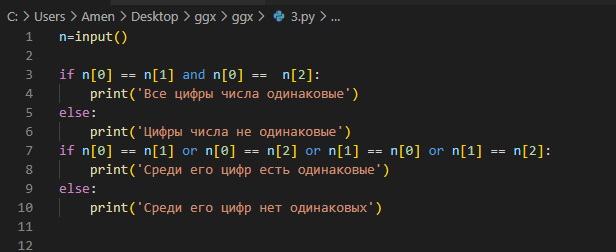 C: > Users > Amen > Desktop > ggx > ggx > 3.py > ...
1 n=input()
2
3 if n[0] == n[1] and n[0] ==  n[2]:
4     print('Все цифры числа одинаковые')
5 else:
6     print('Цифры числа не одинаковые')
7 if n[0] == n[1] or n[0] == n[2] or n[1] == n[0] or n[1] == n[2]:
8     print('Среди его цифр есть одинаковые')
9 else:
10     print('Среди его цифр нет одинаковых')
11
12